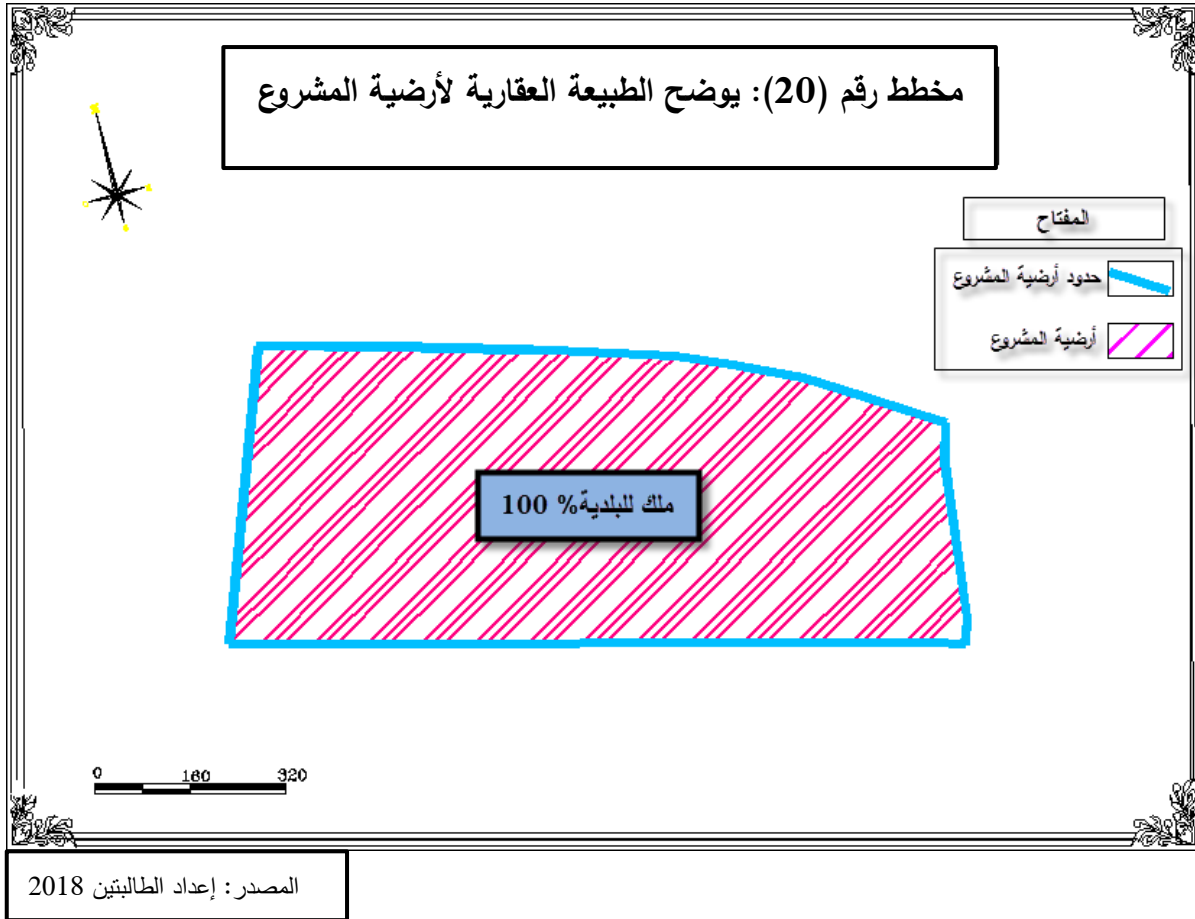 مخطط رقم (20): يوضح الطبيعة العقارية لأرضية المشروع
المفتاح
حدود أرضية المشروع
أرضية المشروع
ملك للبلدية% 100
0 160 320
المصدر: إعداد الطالبتين 2018